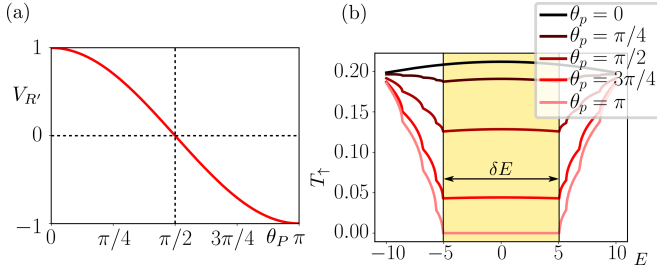 (a)
1
V_{R'}
0
−1
0
π/4
π/2
3π/4
θ_P
π
(b)
θ_p = 0
θ_p = π/4
θ_p = π/2
θ_p = 3π/4
θ_p = π
0.20
0.15
0.10
0.05
0.00
T_↑
δE
−10
−5
0
5
10
E